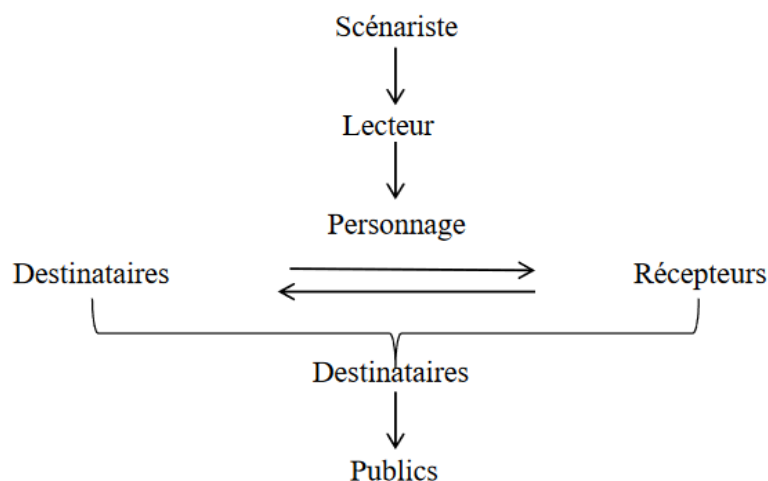 Scénariste
Lecteur
Personnage
Destinataires Récepteurs
Destinataires
Publics